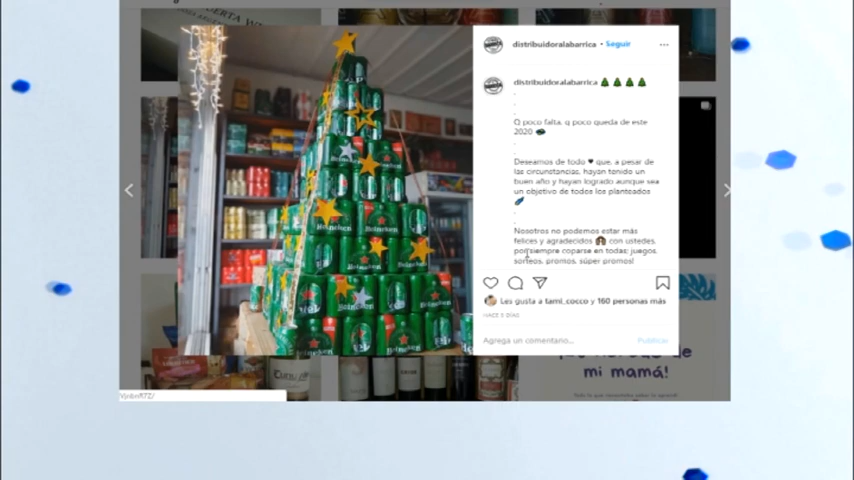 distribuidoralabarrica • Seguir
distribuidoralabarrica
Q poco falta, q poco queda de este
2020
Deseamos de todo ♥ que, a pesar de
las circunstancias, hayan tenido un
buen año y hayan logrado aunque sea
un objetivo de todos los planteados
Nosotros no podemos estar más
felices y agradecidos con ustedes,
por siempre coparse en todas: juegos,
sorteos, promos, súper promos!
Les gusta a tami_cocco y 160 personas más
HACE 5 DÍAS
Agrega un comentario...
Publicar
Heineken
Heineken
Heineken
Heineken
Heineken
mi mamá!